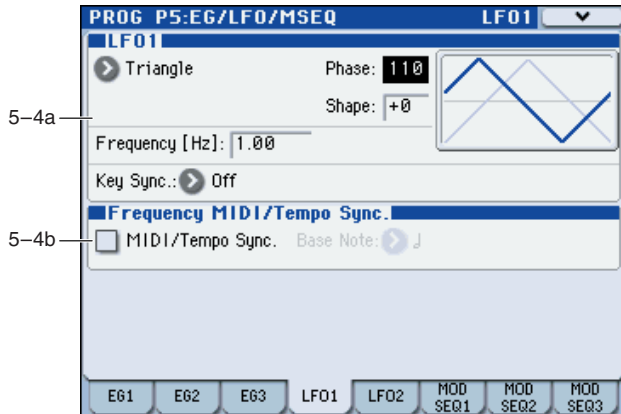 PROG P5:EG/LFO/MSEQ LFO1
LFO1
Triangle Phase: 110
Shape: +0
5–4a
Frequency [Hz]: 1.00
Key Sync.: Off
Frequency MIDI/Tempo Sync.
5–4b MIDI/Tempo Sync. Base Note: ♩
EG1 EG2 EG3 LFO1 LFO2 MOD SEQ1 MOD SEQ2 MOD SEQ3